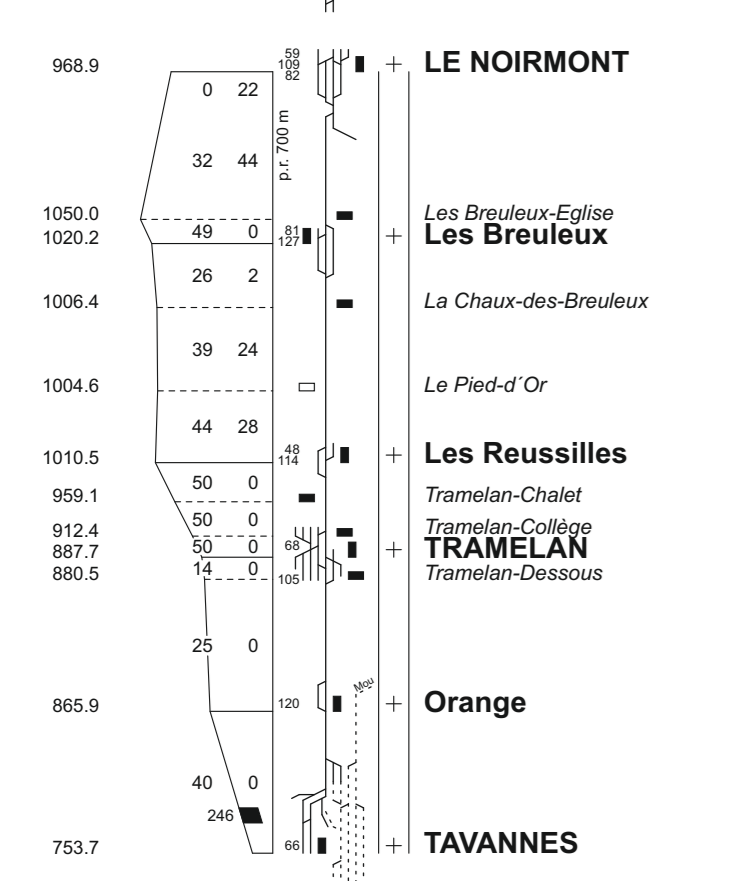 59
968.9 109 + LE NOIRMONT
82
0 22
p.r. 700 m
32 44
1050.0 Les Breuleux-Eglise
49 0 81
1020.2 127 + Les Breuleux
26 2
1006.4 La Chaux-des-Breuleux
39 24
1004.6 Le Pied-d´Or
44 28
48
1010.5 114 + Les Reussilles
50 0
959.1 Tramelan-Chalet
50 0
912.4 Tramelan-Collège
887.7 50 0 68 + TRAMELAN
14 0
880.5 105 Tramelan-Dessous
25 0
Mou
865.9 120 + Orange
40 0
246
753.7 66 + TAVANNES